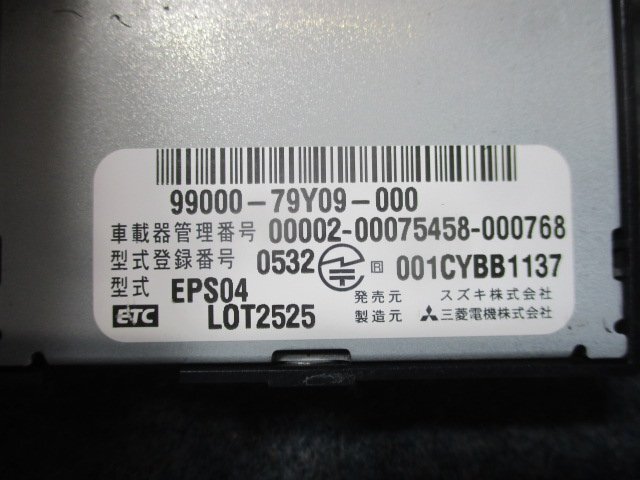 99000-79Y09-000
車載器管理番号 00002-00075458-000768
型式登録番号 0532 R 001CYBB1137
型式 EPS04 発売元 スズキ株式会社
ETC LOT2525 製造元 三菱電機株式会社